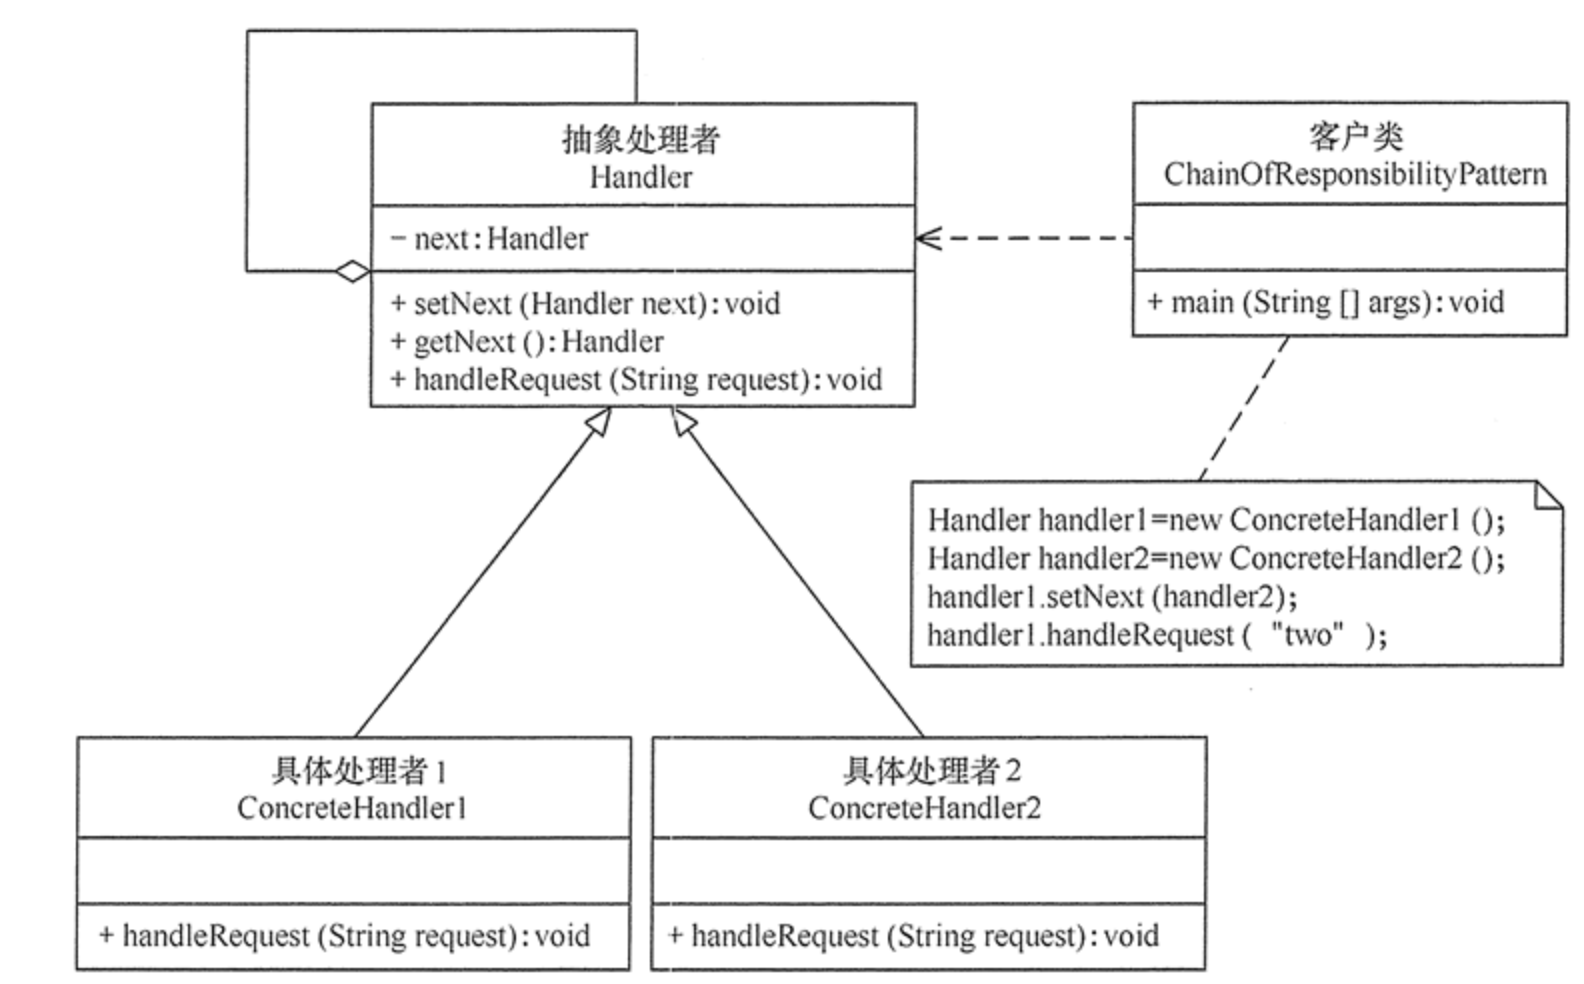 抽象处理者
Handler
- next:Handler
+ setNext (Handler next):void
+ getNext ():Handler
+ handleRequest (String request):void
客户类
ChainOfResponsibilityPattern
+ main (String [] args):void
Handler handler1=new ConcreteHandler1 ();
Handler handler2=new ConcreteHandler2 ();
handler1.setNext (handler2);
handler1.handleRequest ( "two" );
具体处理者1
ConcreteHandler1
+ handleRequest (String request):void
具体处理者2
ConcreteHandler2
+ handleRequest (String request):void